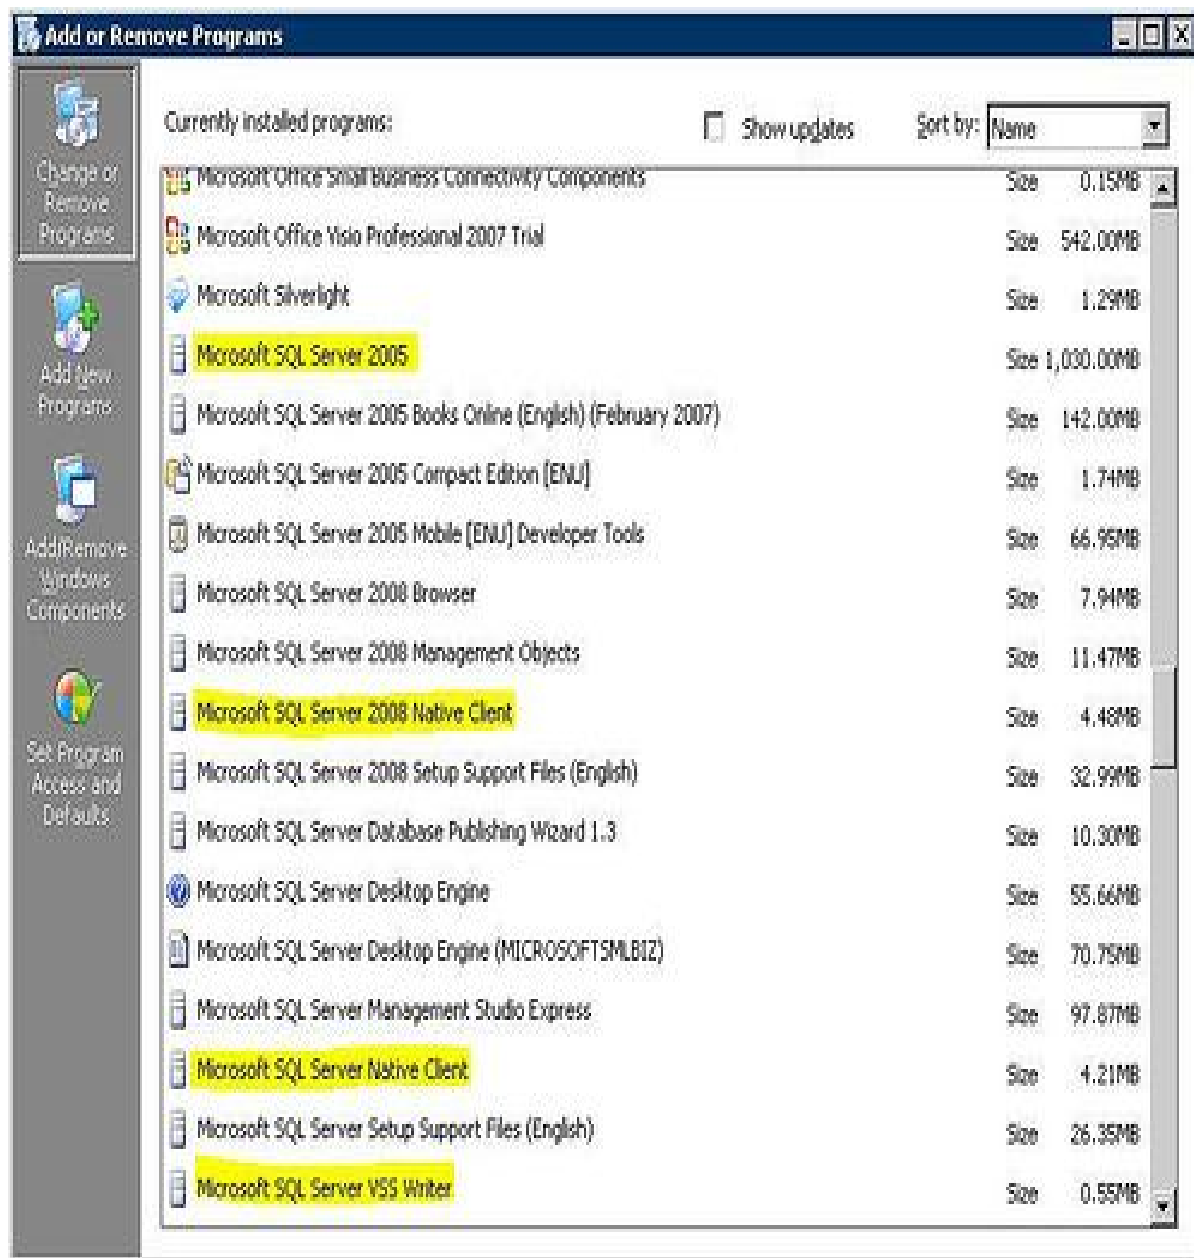 Add or Remove Programs
Change or
Remove
Programs
Add New
Programs
Add/Remove
Windows
Components
Set Program
Access and
Defaults
Currently installed programs: Show updates Sort by: Name
Microsoft Office Small Business Connectivity Components Size 0.15MB
Microsoft Office Visio Professional 2007 Trial Size 542.00MB
Microsoft Silverlight Size 1.29MB
Microsoft SQL Server 2005 Size 1,030.00MB
Microsoft SQL Server 2005 Books Online (English) (February 2007) Size 142.00MB
Microsoft SQL Server 2005 Compact Edition [ENU] Size 1.74MB
Microsoft SQL Server 2005 Mobile [ENU] Developer Tools Size 66.95MB
Microsoft SQL Server 2008 Browser Size 7.94MB
Microsoft SQL Server 2008 Management Objects Size 11.47MB
Microsoft SQL Server 2008 Native Client Size 4.48MB
Microsoft SQL Server 2008 Setup Support Files (English) Size 32.99MB
Microsoft SQL Server Database Publishing Wizard 1.3 Size 10.30MB
Microsoft SQL Server Desktop Engine Size 55.66MB
Microsoft SQL Server Desktop Engine (MICROSOFTSMLBIZ) Size 70.75MB
Microsoft SQL Server Management Studio Express Size 97.87MB
Microsoft SQL Server Native Client Size 4.21MB
Microsoft SQL Server Setup Support Files (English) Size 26.35MB
Microsoft SQL Server VSS Writer Size 0.55MB